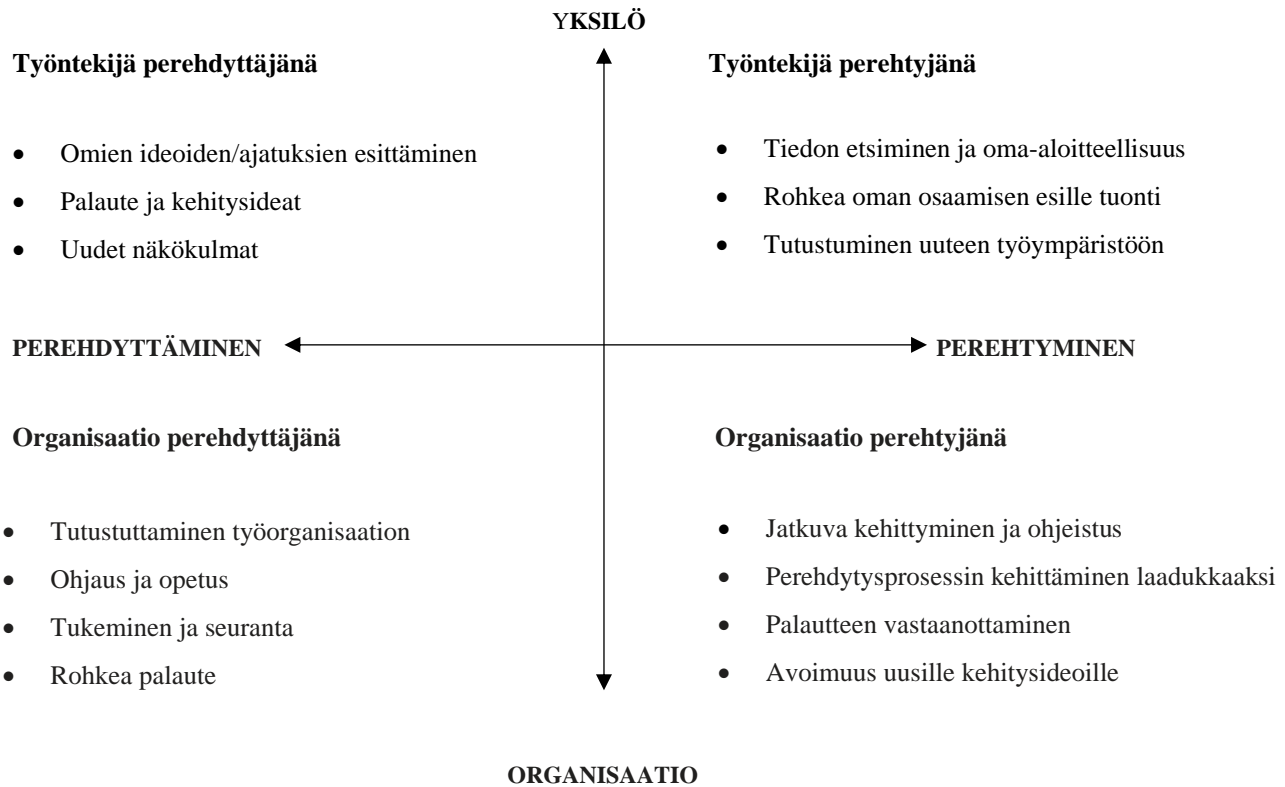 YKSILÖ
Työntekijä perehdyttäjänä
• Omien ideoiden/ajatuksien esittäminen
• Palaute ja kehitysideat
• Uudet näkökulmat
Työntekijä perehtyjänä
• Tiedon etsiminen ja oma-aloitteellisuus
• Rohkea oman osaamisen esille tuonti
• Tutustuminen uuteen työympäristöön
PEREHDYTTÄMINEN
PEREHTYMINEN
Organisaatio perehdyttäjänä
• Tutustuttaminen työorganisaation
• Ohjaus ja opetus
• Tukeminen ja seuranta
• Rohkea palaute
Organisaatio perehtyjänä
• Jatkuva kehittyminen ja ohjeistus
• Perehdytysprosessin kehittäminen laadukkaaksi
• Palautteen vastaanottaminen
• Avoimuus uusille kehitysideoille
ORGANISAATIO